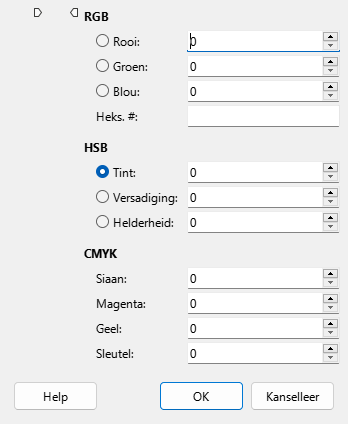 RGB
Rooi: 0
Groen: 0
Blou: 0
Heks. #:
HSB
Tint: 0
Versadiging: 0
Helderheid: 0
CMYK
Siaan: 0
Magenta: 0
Geel: 0
Sleutel: 0
Help OK Kanselleer